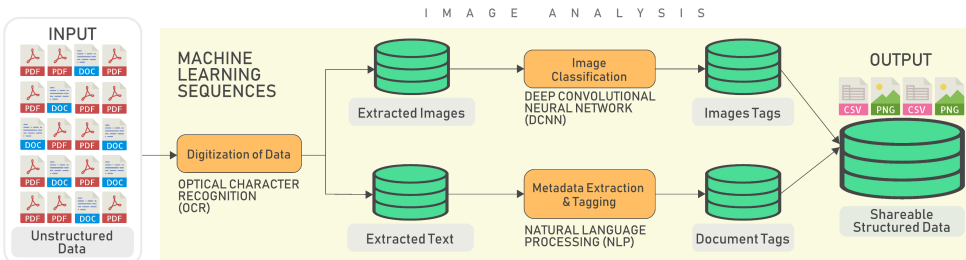 IMAGE ANALYSIS
INPUT
PDF PDF DOC PDF
PDF DOC PDF PDF
DOC PDF PDF DOC
PDF DOC PDF DOC
PDF PDF DOC PDF
Unstructured
Data
MACHINE
LEARNING
SEQUENCES
Digitization of Data
OPTICAL CHARACTER
RECOGNITION
(OCR)
Extracted Images
Image
Classification
DEEP CONVOLUTIONAL
NEURAL NETWORK
(DCNN)
Images Tags
Extracted Text
Metadata Extraction
& Tagging
NATURAL LANGUAGE
PROCESSING (NLP)
Document Tags
OUTPUT
CSV PNG CSV PNG
Shareable
Structured Data